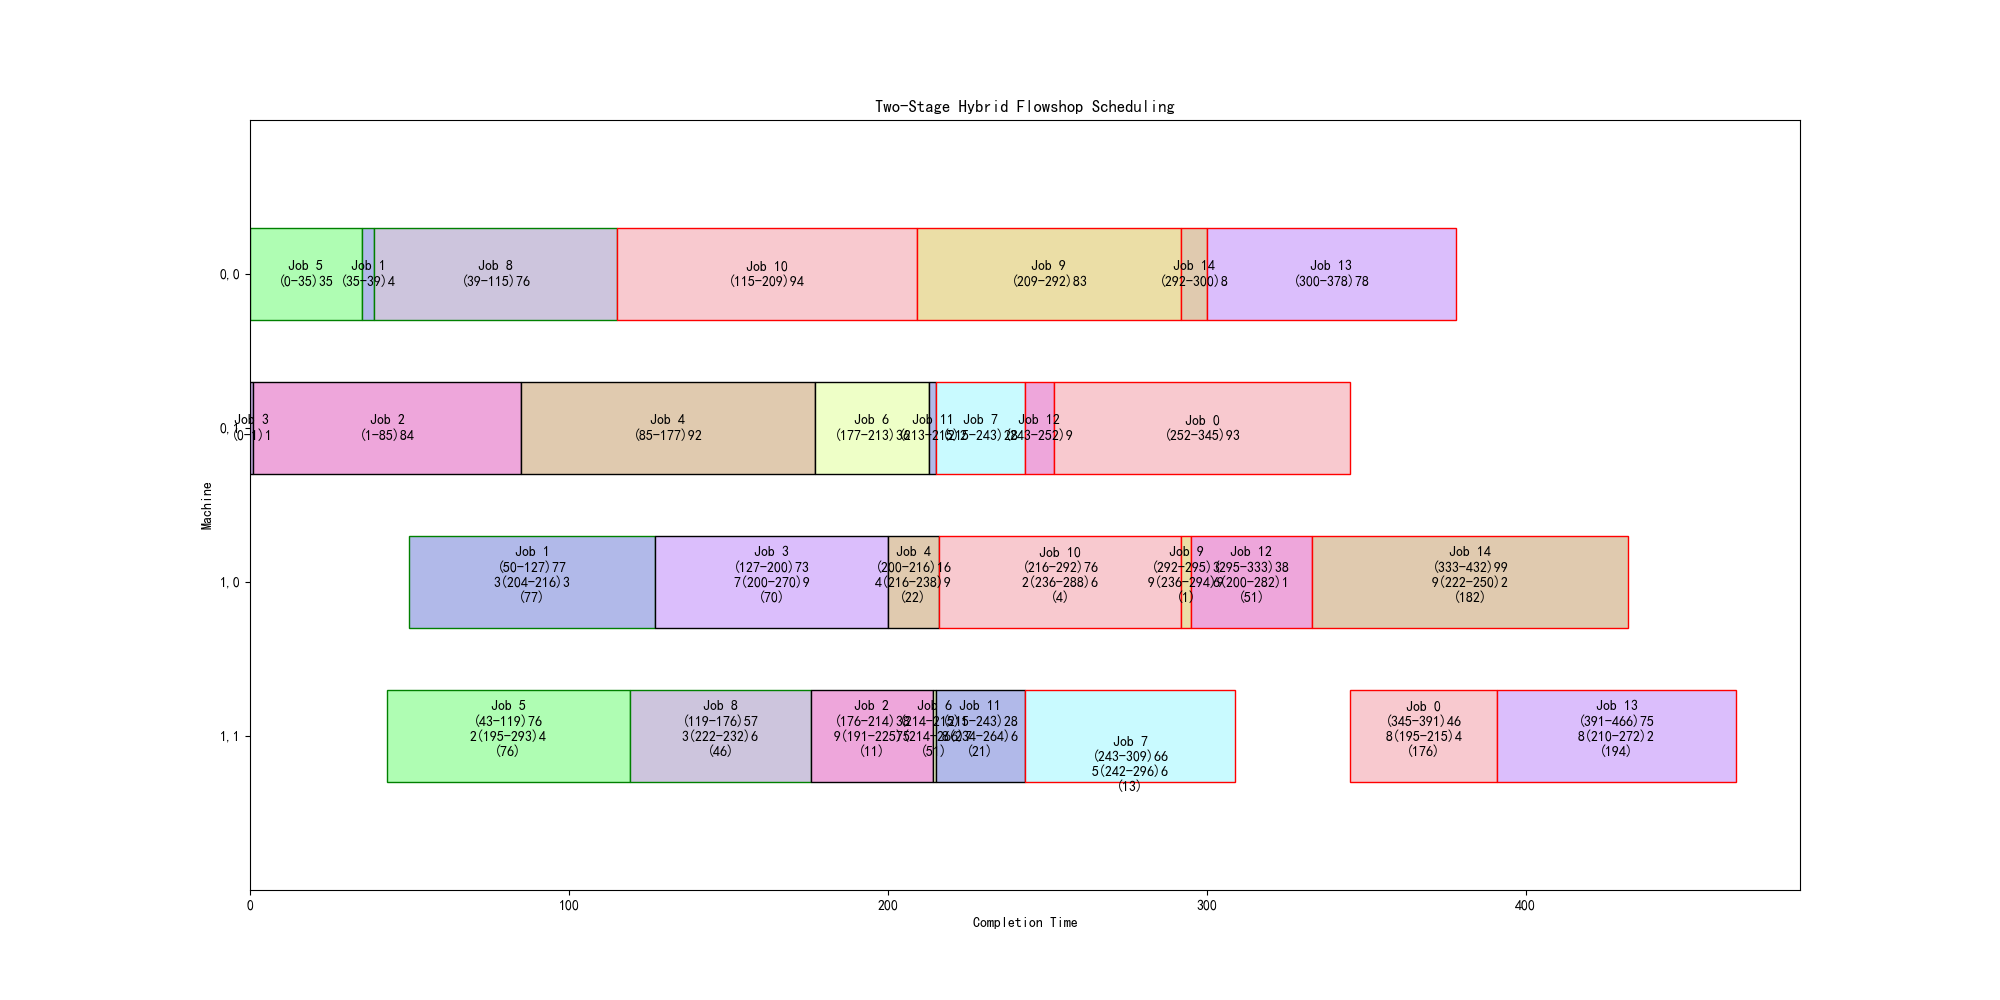 Two-Stage Hybrid Flowshop Scheduling
Machine
0,0
Job 5
(0-35)35
Job 1
(35-39)4
Job 8
(39-115)76
Job 10
(115-209)94
Job 9
(209-292)83
Job 14
(292-300)8
Job 13
(300-378)78
0,1
Job 3
(0-1)1
Job 2
(1-85)84
Job 4
(85-177)92
Job 6
(177-213)36
Job 11
(213-215)2
Job 7
(215-243)28
Job 12
(243-252)9
Job 0
(252-345)93
1,0
Job 1
(50-127)77
3(204-216)3
(77)
Job 3
(127-200)73
7(200-270)9
(70)
Job 4
(200-216)16
4(216-238)9
(22)
Job 10
(216-292)76
2(236-288)6
(4)
Job 9
(292-295)3
9(236-294)6
(1)
Job 12
(295-333)38
(200-282)1
(51)
Job 14
(333-432)99
9(222-250)2
(182)
1,1
Job 5
(43-119)76
2(195-293)4
(76)
Job 8
(119-176)57
3(222-232)6
(46)
Job 2
(176-214)38
9(191-225)
(11)
Job 6
(214-215)1
Job 11
(215-243)28
(234-264)6
(21)
Job 7
(243-309)66
5(242-296)6
(13)
Job 0
(345-391)46
8(195-215)4
(176)
Job 13
(391-466)75
8(210-272)2
(194)
0
100
200
300
400
Completion Time